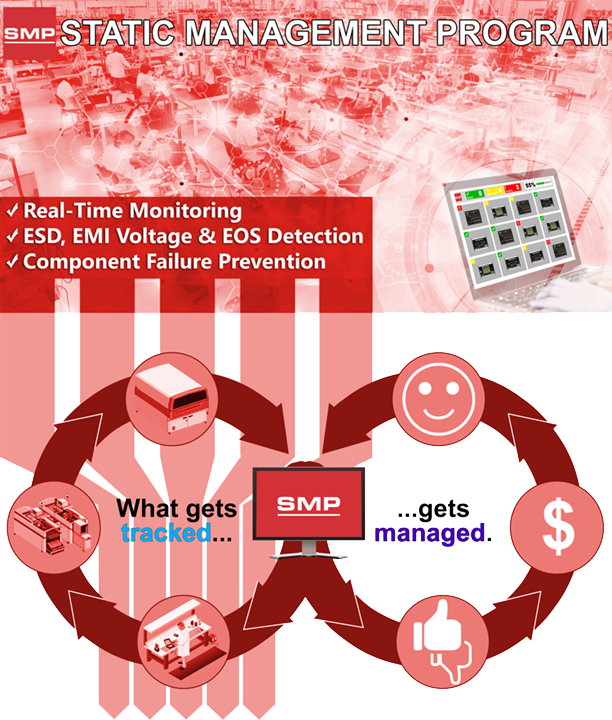 SMP
STATIC MANAGEMENT PROGRAM
✓ Real-Time Monitoring
✓ ESD, EMI Voltage & EOS Detection
✓ Component Failure Prevention
55%
What gets
tracked...
SMP
...gets
managed.
$